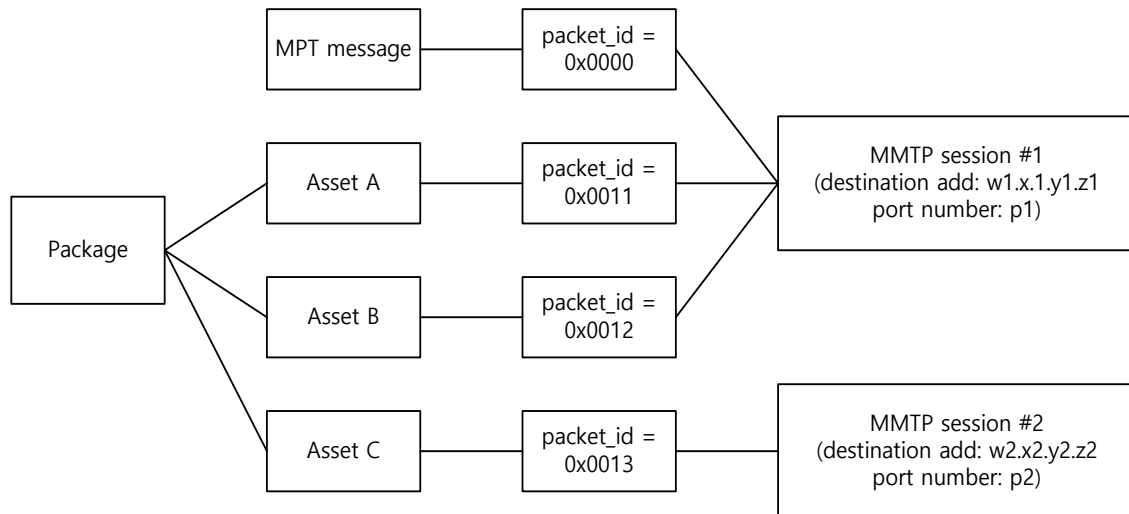 MPT message
packet_id =
0x0000
Asset A
packet_id =
0x0011
MMTP session #1
(destination add: w1.x.1.y1.z1
port number: p1)
Package
Asset B
packet_id =
0x0012
Asset C
packet_id =
0x0013
MMTP session #2
(destination add: w2.x2.y2.z2
port number: p2)